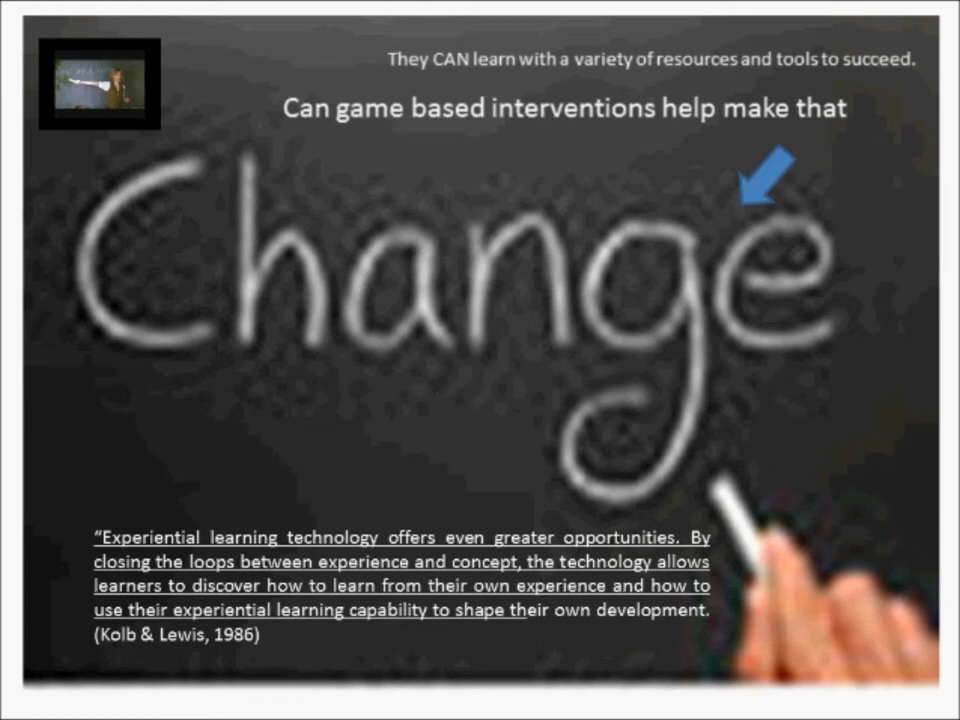 They CAN learn with a variety of resources and tools to succeed.
Can game based interventions help make that
Change
“Experiential learning technology offers even greater opportunities. By
closing the loops between experience and concept, the technology allows
learners to discover how to learn from their own experience and how to
use their experiential learning capability to shape their own development.
(Kolb & Lewis, 1986)